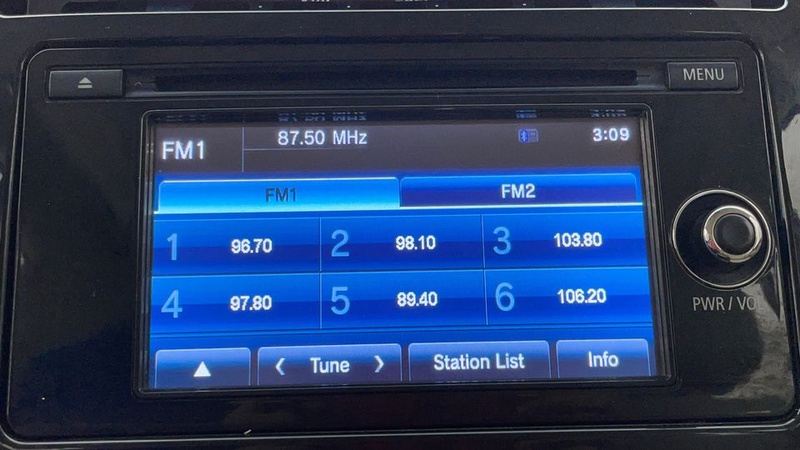 MENU
FM1 87.50 MHz 3:09
FM1 FM2
1 96.70 2 98.10 3 103.80
4 97.80 5 89.40 6 106.20
Tune Station List Info
PWR / VOL